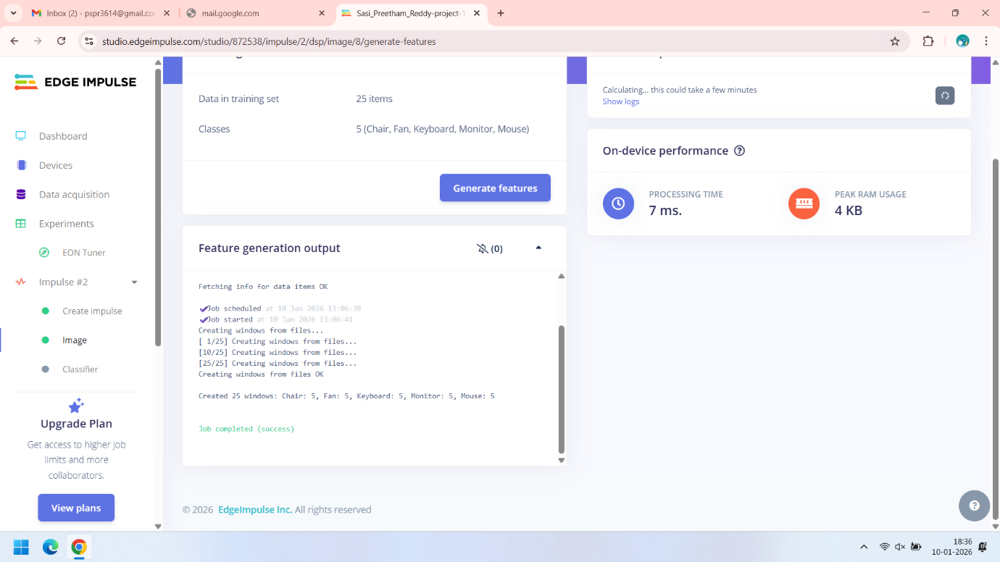 Inbox (2) - pspr3614@gmail.co
mail.google.com
Sasi_Preetham_Reddy-project-1
studio.edgeimpulse.com/studio/872538/impulse/2/dsp/image/8/generate-features
EDGE IMPULSE
Dashboard
Devices
Data acquisition
Experiments
EON Tuner
Impulse #2
Create impulse
Image
Classifier
Upgrade Plan
Get access to higher job
limits and more
collaborators.
View plans
Data in training set 25 items
Classes 5 (Chair, Fan, Keyboard, Monitor, Mouse)
Generate features
Feature generation output (0)
Fetching info for data items OK
Job scheduled at 10 Jan 2026 13:06:38
Job started at 10 Jan 2026 13:06:41
Creating windows from files...
[ 1/25] Creating windows from files...
[10/25] Creating windows from files...
[25/25] Creating windows from files...
Creating windows from files OK
Created 25 windows: Chair: 5, Fan: 5, Keyboard: 5, Monitor: 5, Mouse: 5
Job completed (success)
Calculating... this could take a few minutes
Show logs
On-device performance ?
PROCESSING TIME
7 ms.
PEAK RAM USAGE
4 KB
© 2026 EdgeImpulse Inc. All rights reserved
18:36
10-01-2026